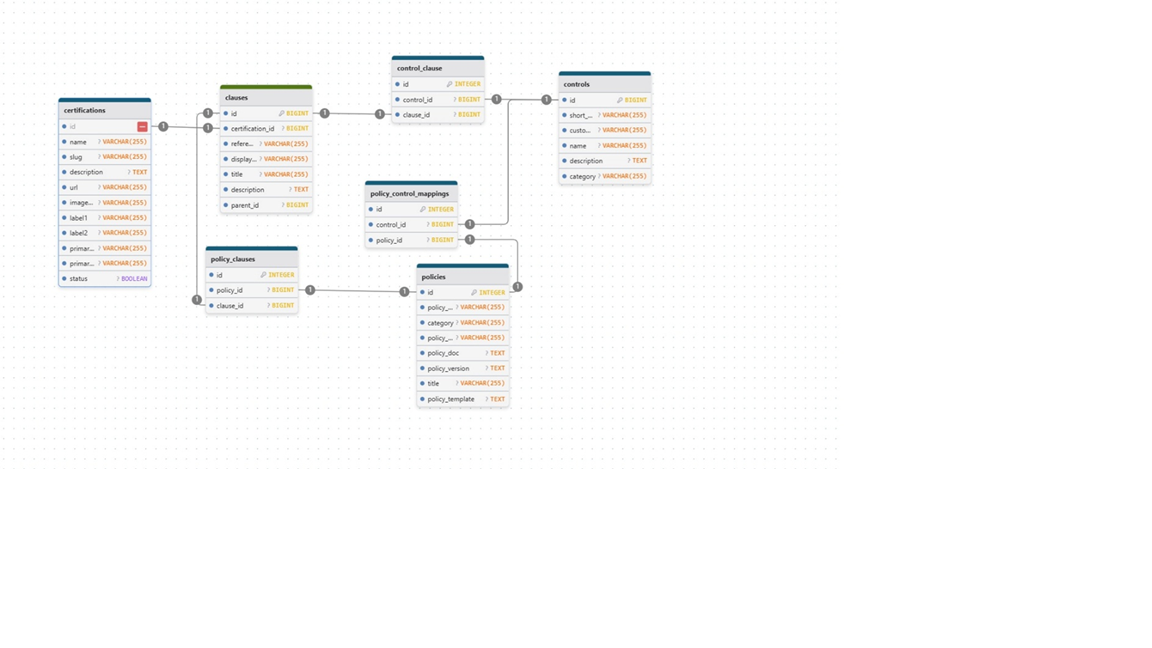 certifications
id
name ? VARCHAR(255)
slug ? VARCHAR(255)
description ? TEXT
url ? VARCHAR(255)
image... ? VARCHAR(255)
label1 ? VARCHAR(255)
label2 ? VARCHAR(255)
primar... ? VARCHAR(255)
primar... ? VARCHAR(255)
status ? BOOLEAN
clauses
id BIGINT
certification_id ? BIGINT
refere... ? VARCHAR(255)
display... ? VARCHAR(255)
title ? VARCHAR(255)
description ? TEXT
parent_id ? BIGINT
control_clause
id INTEGER
control_id ? BIGINT
clause_id ? BIGINT
controls
id BIGINT
short_... ? VARCHAR(255)
custo... ? VARCHAR(255)
name ? VARCHAR(255)
description ? TEXT
category ? VARCHAR(255)
policy_control_mappings
id INTEGER
control_id ? BIGINT
policy_id ? BIGINT
policy_clauses
id INTEGER
policy_id ? BIGINT
clause_id ? BIGINT
policies
id INTEGER
policy_... ? VARCHAR(255)
category ? VARCHAR(255)
policy_... ? VARCHAR(255)
policy_doc ? TEXT
policy_version ? TEXT
title ? VARCHAR(255)
policy_template ? TEXT
1
1
1
1
1
1
1
1
1
1
1
1
1